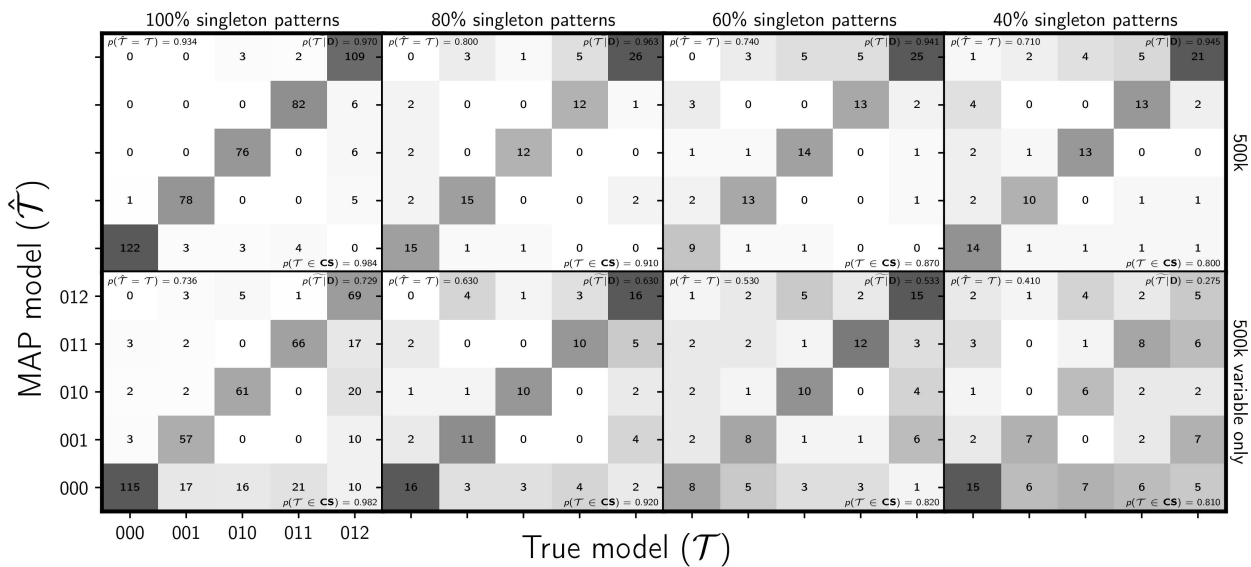 100% singleton patterns 80% singleton patterns 60% singleton patterns 40% singleton patterns
p(𝒯̂ = 𝒯) = 0.934 p(𝒯|D) = 0.970 p(𝒯̂ = 𝒯) = 0.800 p(𝒯|D) = 0.963 p(𝒯̂ = 𝒯) = 0.740 p(𝒯|D) = 0.941 p(𝒯̂ = 𝒯) = 0.710 p(𝒯|D) = 0.945
0 0 3 2 109 0 3 1 5 26 0 3 5 5 25 1 2 4 5 21
0 0 0 82 6 2 0 0 12 1 3 0 0 13 2 4 0 0 13 2
0 0 76 0 6 2 0 12 0 0 1 1 14 0 1 2 1 13 0 0
1 78 0 0 5 2 15 0 0 2 2 13 0 0 1 2 10 0 1 1
122 3 3 4 0 15 1 1 0 0 9 1 1 0 0 14 1 1 1 1
p(𝒯 ∈ CS) = 0.984 p(𝒯 ∈ CS) = 0.910 p(𝒯 ∈ CS) = 0.870 p(𝒯 ∈ CS) = 0.800
500k
p(𝒯̂ = 𝒯) = 0.736 p(𝒯|D) = 0.729 p(𝒯̂ = 𝒯) = 0.630 p(𝒯|D) = 0.630 p(𝒯̂ = 𝒯) = 0.530 p(𝒯|D) = 0.533 p(𝒯̂ = 𝒯) = 0.410 p(𝒯|D) = 0.275
012 0 3 5 1 69 0 4 1 3 16 1 2 5 2 15 2 1 4 2 5
011 3 2 0 66 17 2 0 0 10 5 2 2 1 12 3 3 0 1 8 6
010 2 2 61 0 20 1 1 10 0 2 2 1 10 0 4 1 0 6 2 2
001 3 57 0 0 10 2 11 0 0 4 2 8 1 1 6 2 7 0 2 7
000 115 17 16 21 10 16 3 3 4 2 8 5 3 3 1 15 6 7 6 5
p(𝒯 ∈ CS) = 0.982 p(𝒯 ∈ CS) = 0.920 p(𝒯 ∈ CS) = 0.820 p(𝒯 ∈ CS) = 0.810
500k variable only
000 001 010 011 012
MAP model (𝒯̂)
True model (𝒯)